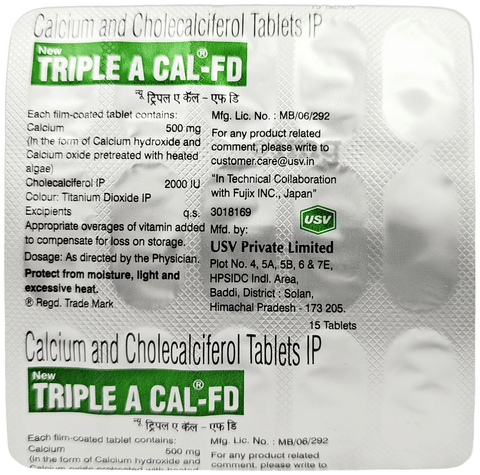 Calcium and Cholecalciferol Tablets IP
New
TRIPLE A CAL®-FD
न्यू ट्रिपल ए कॅल – एफ डि
Each film-coated tablet contains:
Calcium 500 mg
(In the form of Calcium hydroxide and
Calcium oxide pretreated with heated
algae)
Cholecalciferol IP 2000 IU
Colour: Titanium Dioxide IP
Excipients q.s.
Appropriate overages of vitamin added
to compensate for loss on storage.
Dosage: As directed by the Physician.
Protect from moisture, light and
excessive heat.
® Regd. Trade Mark
Mfg. Lic. No. : MB/06/292
For any product related
comment, please write to
customer.care@usv.in
"In Technical Collaboration
with Fujix INC., Japan"
3018169
USV
Mfd. by:
USV Private Limited
Plot No. 4, 5A, 5B, 6 & 7E,
HPSIDC Indl. Area,
Baddi, District : Solan,
Himachal Pradesh - 173 205.
15 Tablets
Calcium and Cholecalciferol Tablets IP
New
TRIPLE A CAL®-FD
न्यू ट्रिपल ए कॅल – एफ डि
Each film-coated tablet contains:
Calcium 500 mg
(In the form of Calcium hydroxide and
Calcium oxide pretreated with heated
Mfg. Lic. No. : MB/06/292
For any product related
comment, please write to